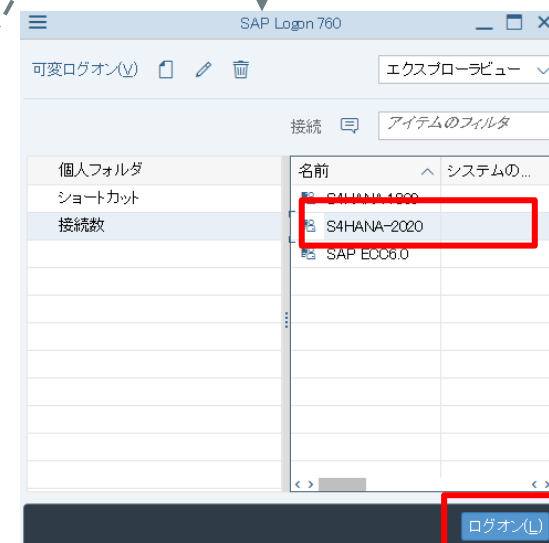 SAP Logon 760
可変ログオン(V)
エクスプローラビュー
接続
アイテムのフィルタ
個人フォルダ
名前
システムの...
ショートカット
S4HANA-1809
接続数
S4HANA-2020
SAP ECC6.0
ログオン(L)